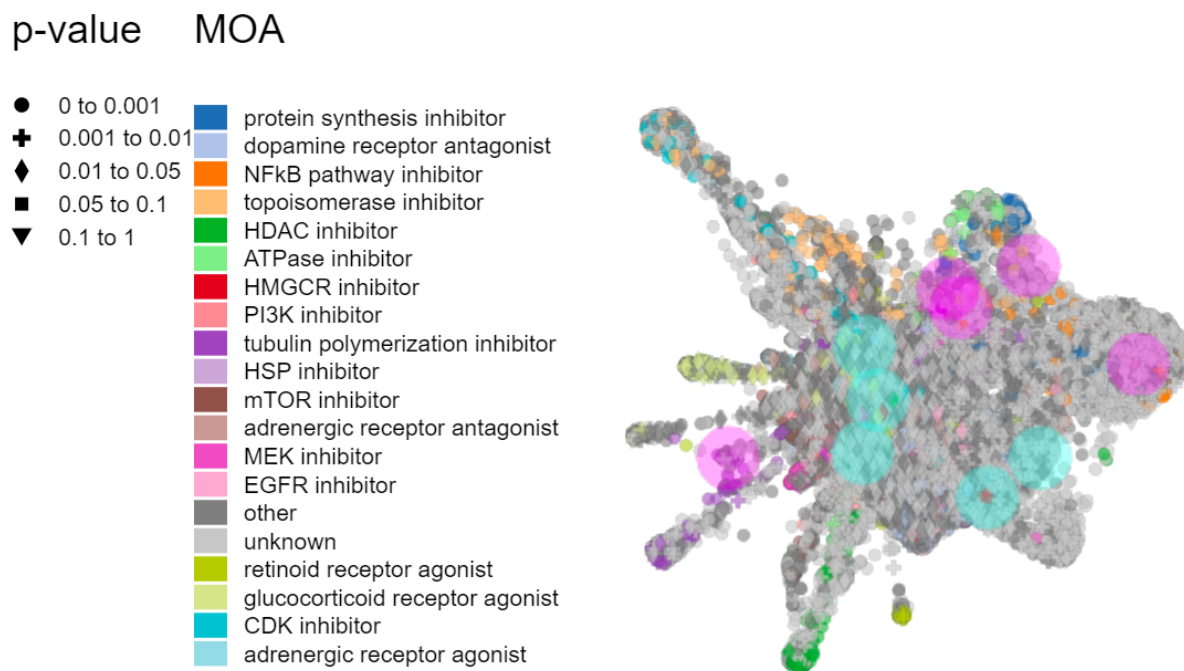 p-value MOA
0 to 0.001
0.001 to 0.01
0.01 to 0.05
0.05 to 0.1
0.1 to 1
protein synthesis inhibitor
dopamine receptor antagonist
NFkB pathway inhibitor
topoisomerase inhibitor
HDAC inhibitor
ATPase inhibitor
HMGCR inhibitor
PI3K inhibitor
tubulin polymerization inhibitor
HSP inhibitor
mTOR inhibitor
adrenergic receptor antagonist
MEK inhibitor
EGFR inhibitor
other
unknown
retinoid receptor agonist
glucocorticoid receptor agonist
CDK inhibitor
adrenergic receptor agonist